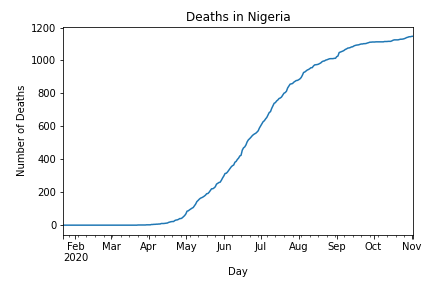 Deaths in Nigeria
1200
1000
800
600
400
200
0
Number of Deaths
Feb Mar Apr May Jun Jul Aug Sep Oct Nov
2020
Day